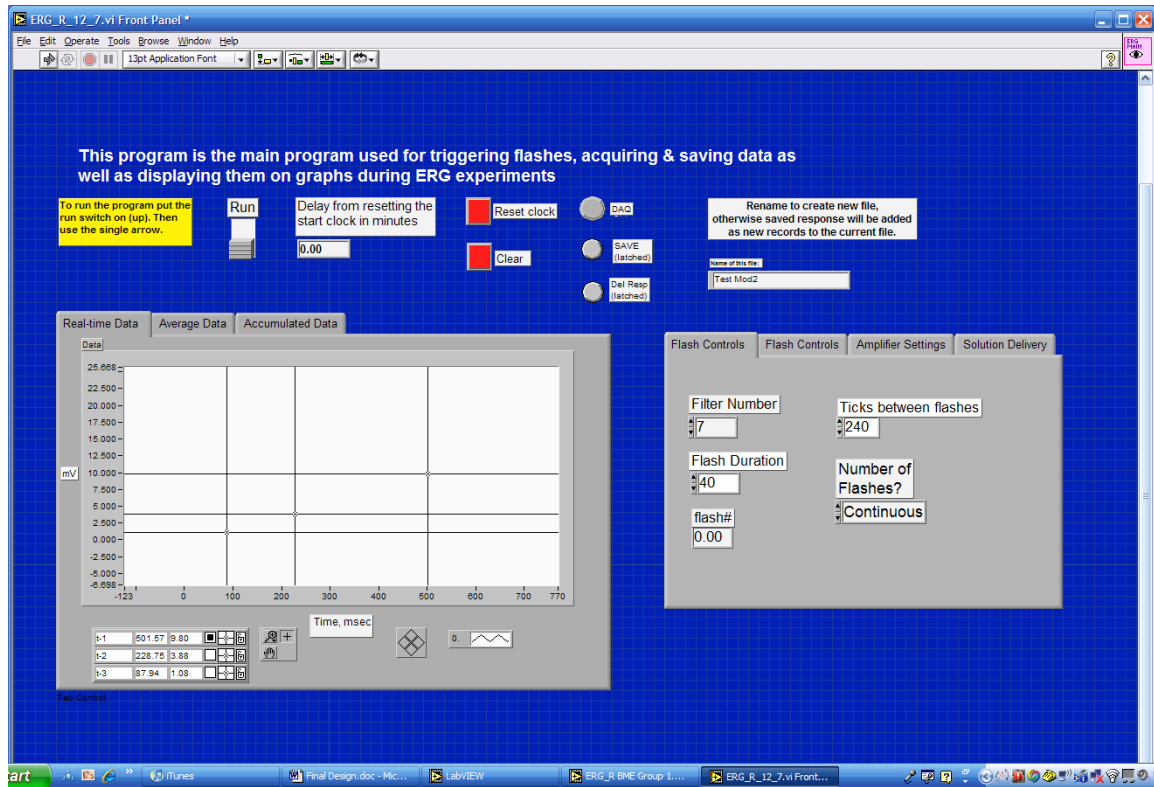 ERG_R_12_7.vi Front Panel *
File Edit Operate Tools Browse Window Help
13pt Application Font
?
ERG
MAIN
This program is the main program used for triggering flashes, acquiring & saving data as
well as displaying them on graphs during ERG experiments
To run the program put the
run switch on (up). Then
use the single arrow.
Run
Delay from resetting the
start clock in minutes
0.00
Reset clock
Clear
DAQ
SAVE
(latched)
Del Resp
(latched)
Rename to create new file,
otherwise saved response will be added
as new records to the current file.
Name of this file:
Test Mod2
Real-time Data Average Data Accumulated Data
Data
25.668
22.500
20.000
17.500
15.000
12.500
10.000
7.500
5.000
2.500
0.000
-2.500
-5.000
-6.698
mV
-123 0 100 200 300 400 500 600 700 770
Time, msec
t-1 501.57 9.80
t-2 228.75 3.88
t-3 87.94 1.08
0.
Tab Control
Flash Controls Flash Controls Amplifier Settings Solution Delivery
Filter Number
7
Ticks between flashes
240
Flash Duration
40
Number of
Flashes?
Continuous
flash#
0.00
tart
iTunes
Final Design.doc - Mic...
LabVIEW
ERG_R BME Group 1....
ERG_R_12_7.vi Front...